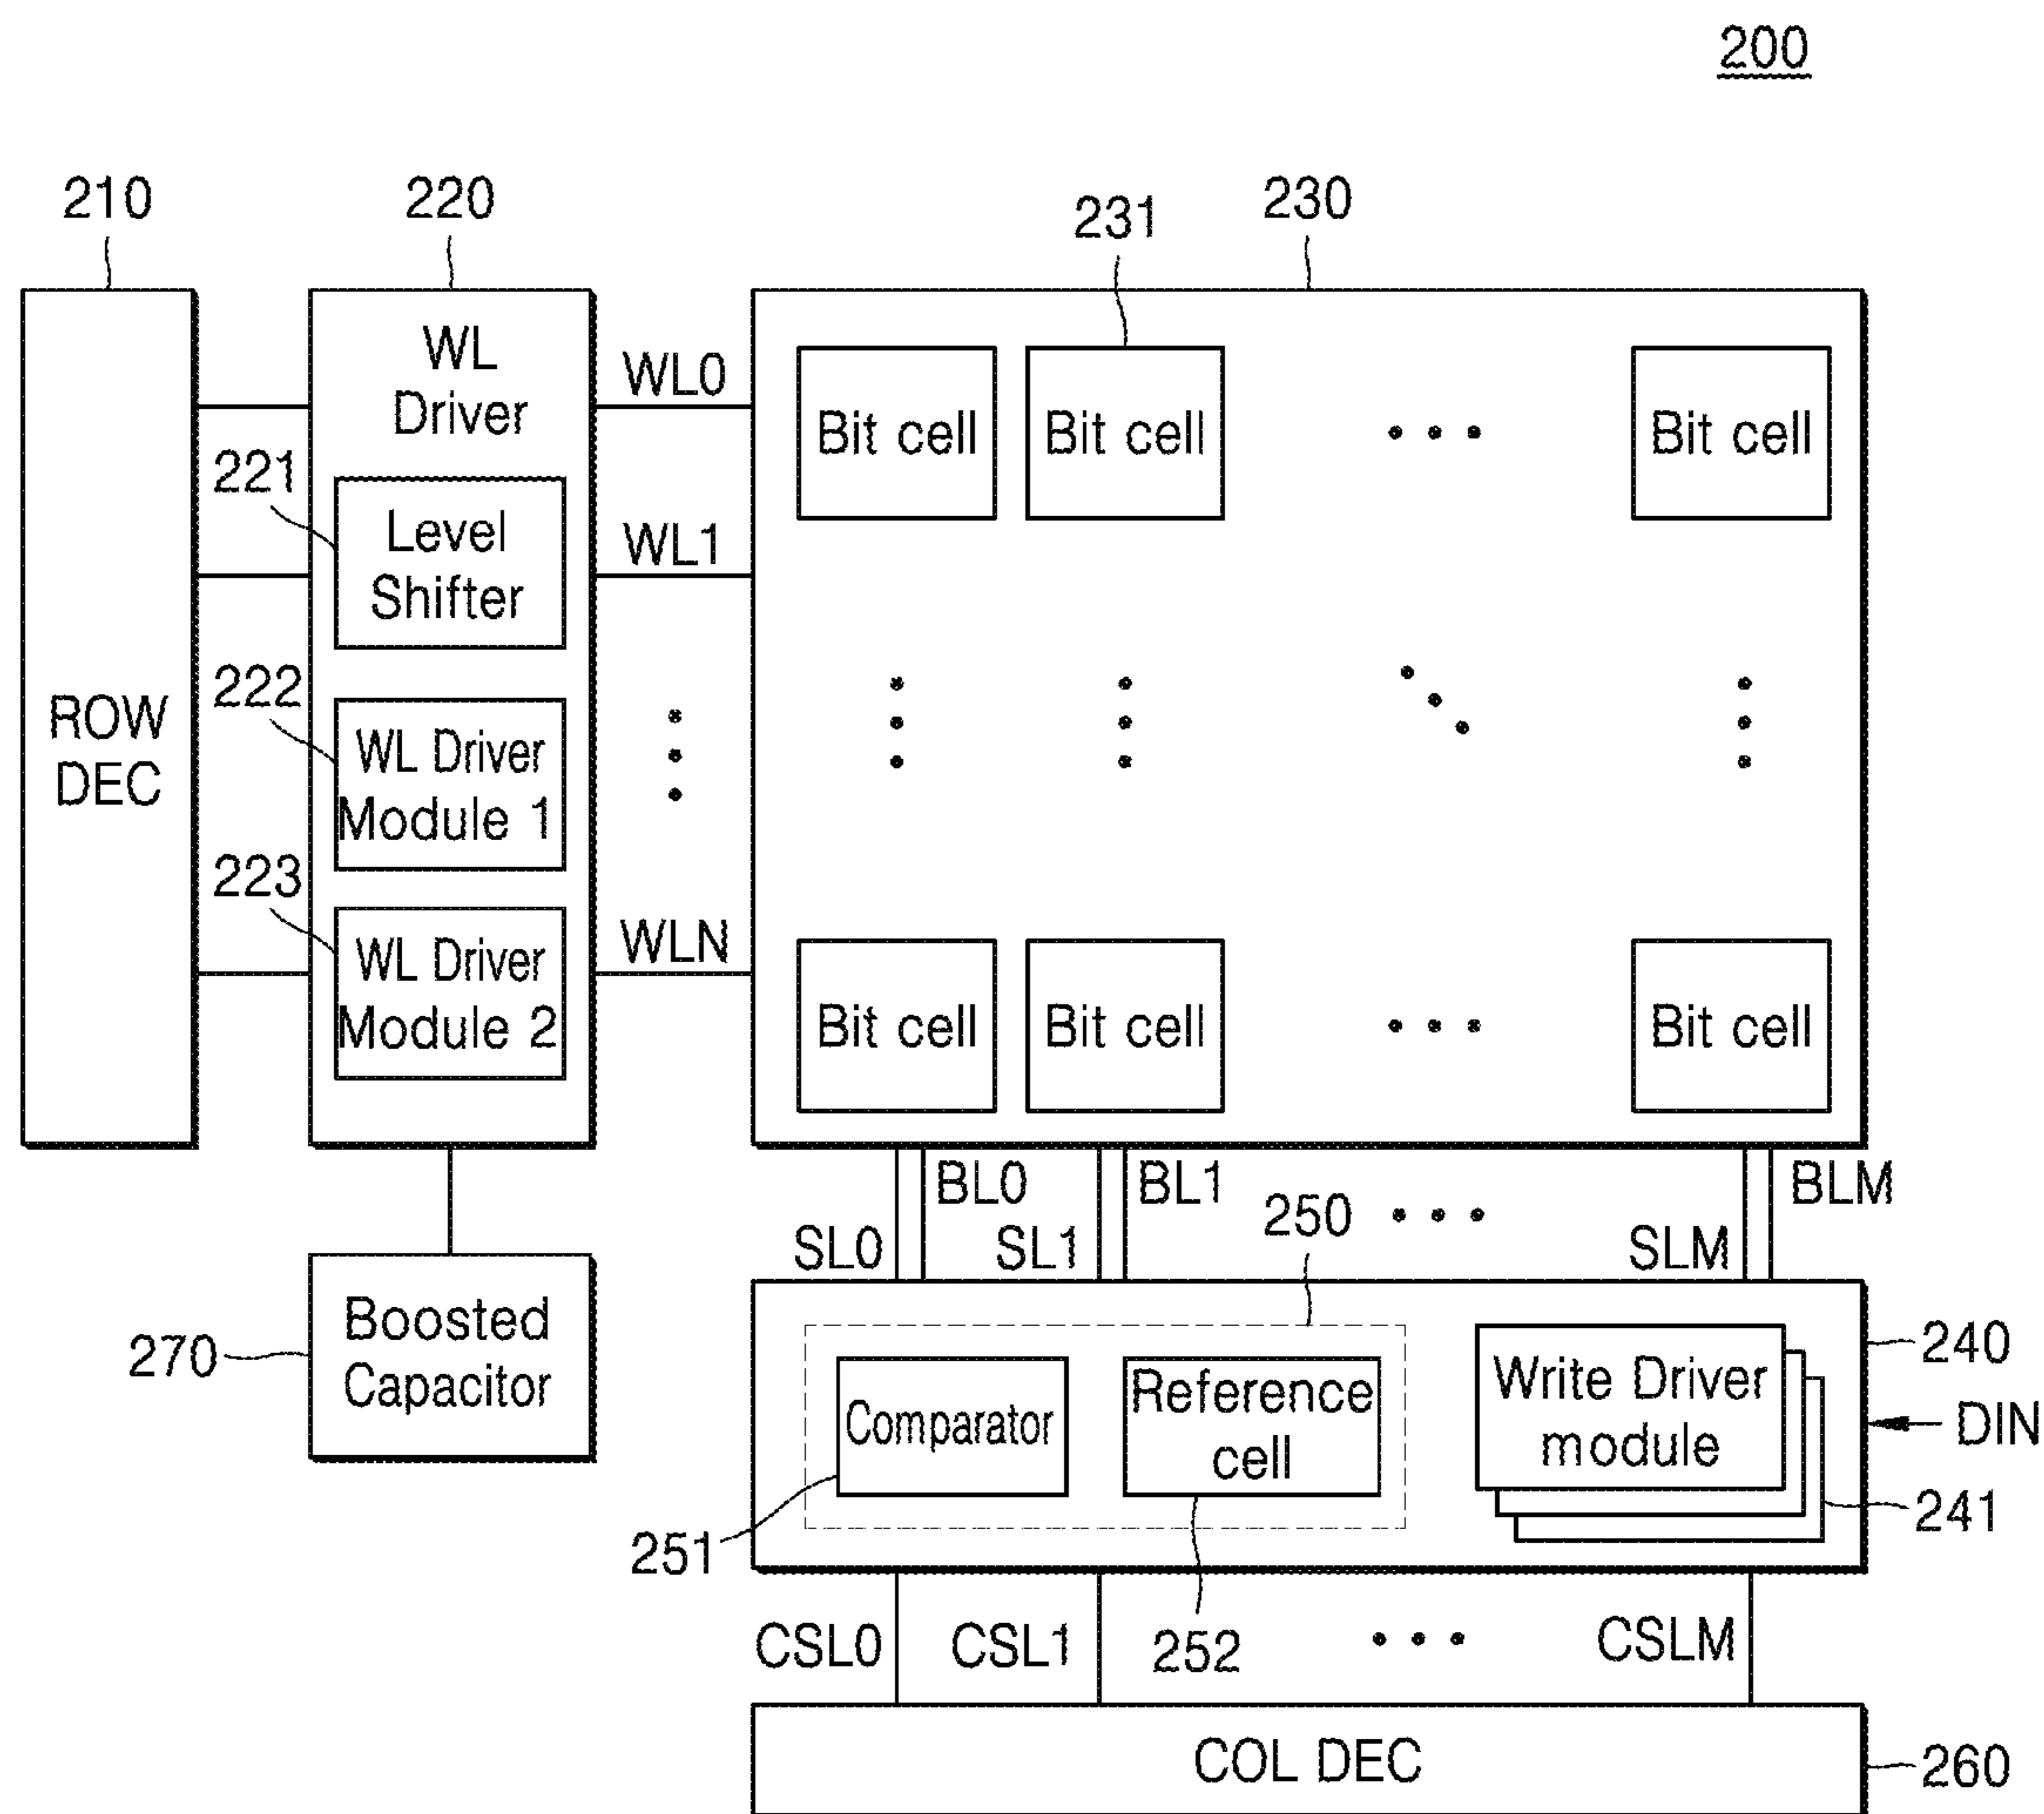 200
210
220
231
230
WL
Driver
WL0
Bit cell
Bit cell
Bit cell
221
Level
Shifter
WL1
222
ROW
DEC
WL Driver
Module 1
223
WL Driver
Module 2
WLN
Bit cell
Bit cell
Bit cell
BL0
BL1
BLM
250
SL0
SL1
SLM
270
Boosted
Capacitor
Comparator
Reference
cell
Write Driver
module
240
DIN
241
251
252
CSL0
CSL1
CSLM
COL DEC
260